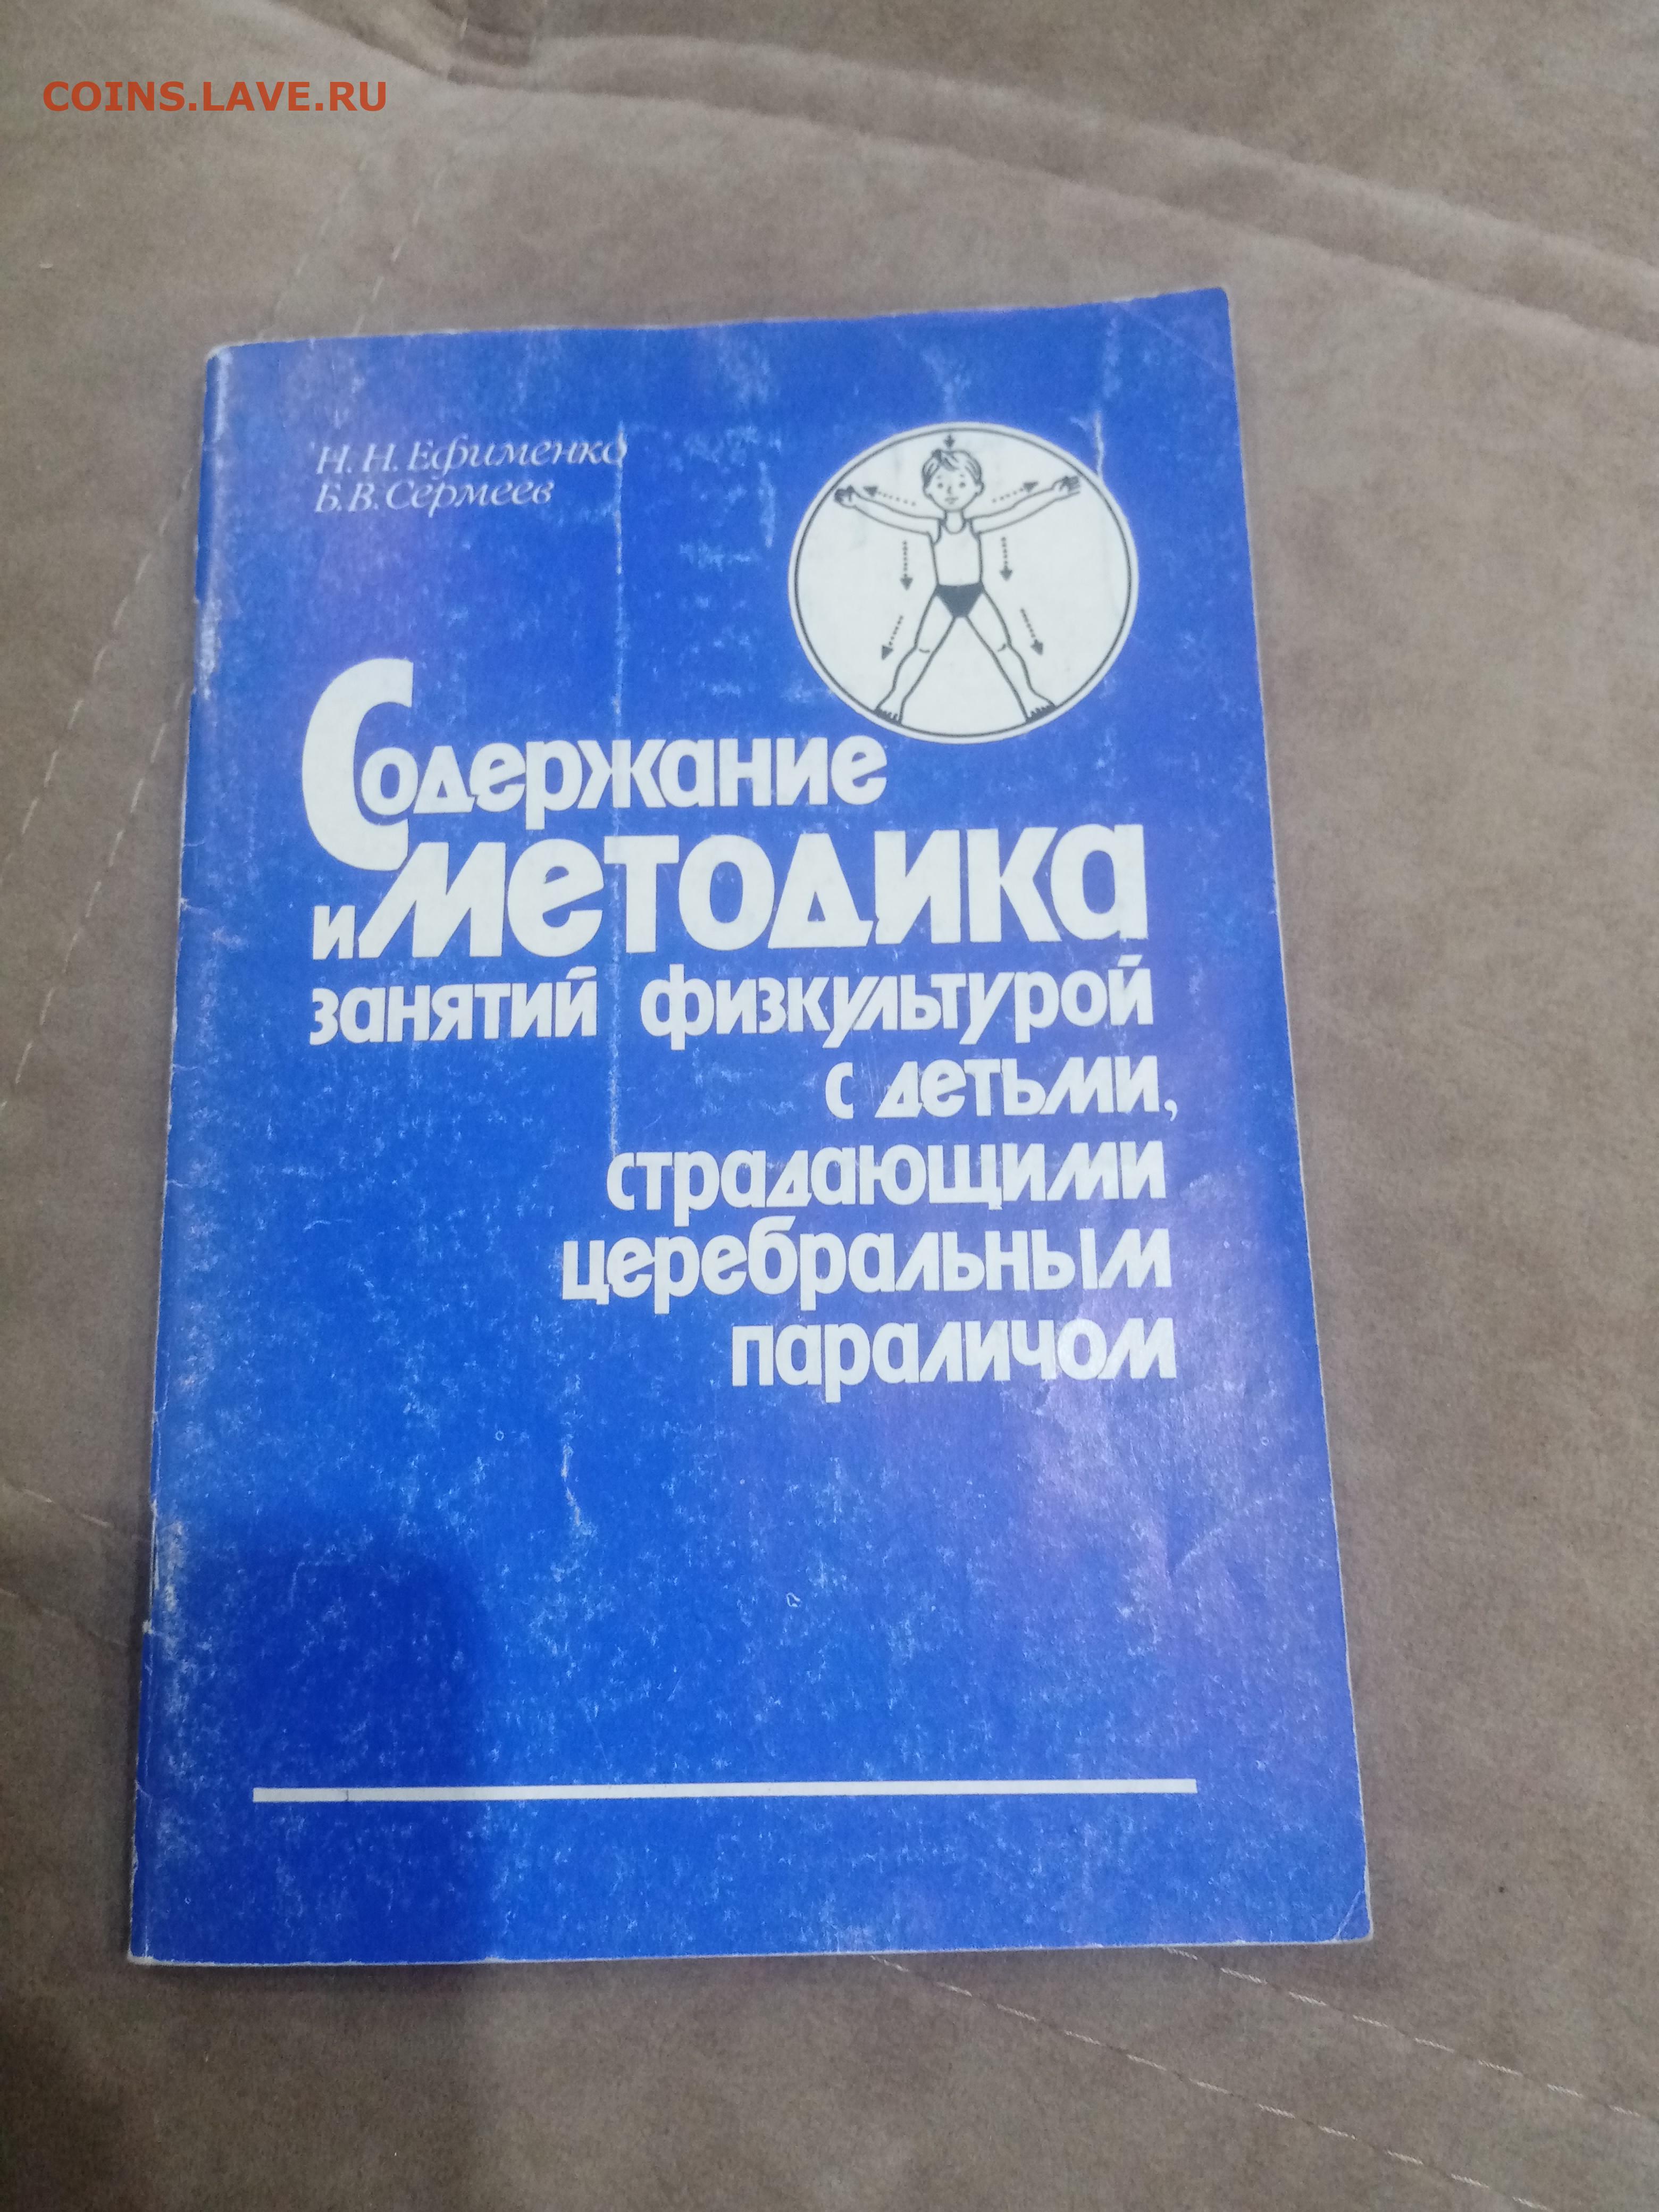 COINS.LAVE.RU
Н. Н. Ефименко
Б. В. Сермеев
Содержание
и методика
занятий физкультурой
с детьми,
страдающими
церебральным
параличом